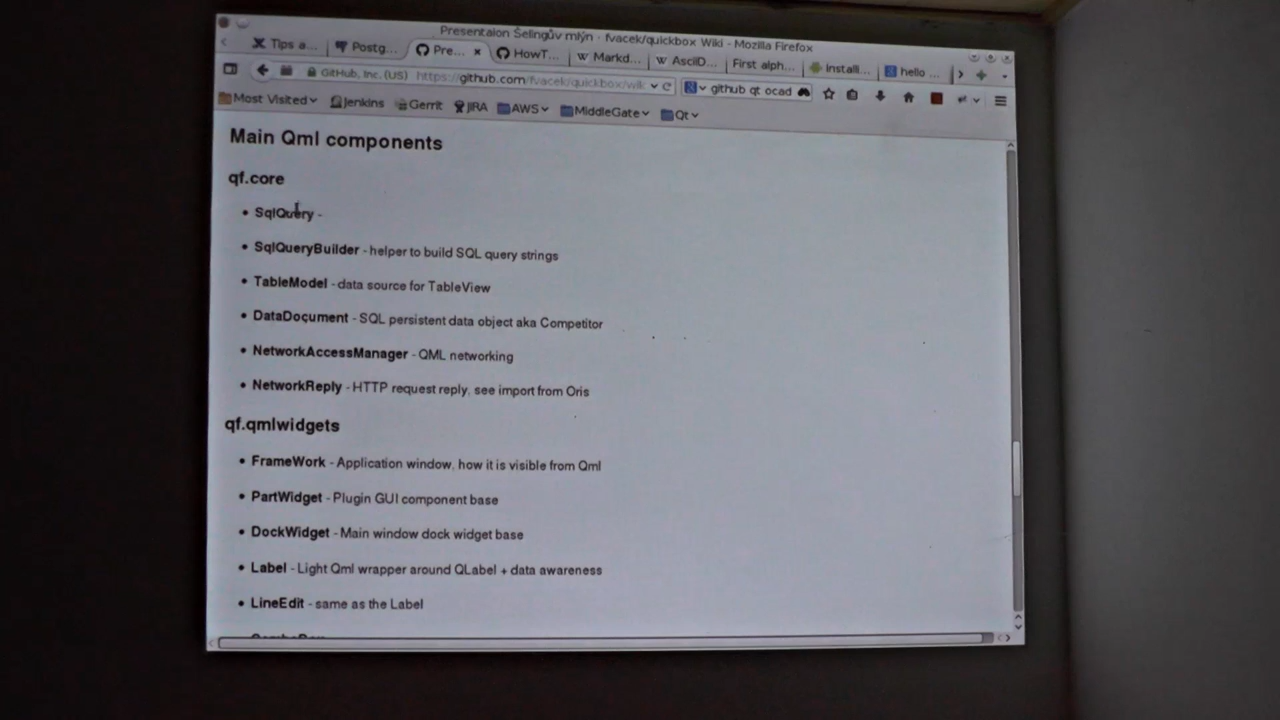 Presentaion Šelingův mlýn · fvacek/quickbox Wiki - Mozilla Firefox
Tips a... Postg... Pre... HowT... Markd... AsciiD... First alph... Installi... hello ...
GitHub, Inc. (US) https://github.com/fvacek/quickbox/wiki github qt ocad
Most Visited Jenkins Gerrit JIRA AWS MiddleGate Qt
Main Qml components
qf.core
• SqlQuery -
• SqlQueryBuilder - helper to build SQL query strings
• TableModel - data source for TableView
• DataDocument - SQL persistent data object aka Competitor
• NetworkAccessManager - QML networking
• NetworkReply - HTTP request reply, see import from Oris
qf.qmlwidgets
• FrameWork - Application window, how it is visible from Qml
• PartWidget - Plugin GUI component base
• DockWidget - Main window dock widget base
• Label - Light Qml wrapper around QLabel + data awareness
• LineEdit - same as the Label